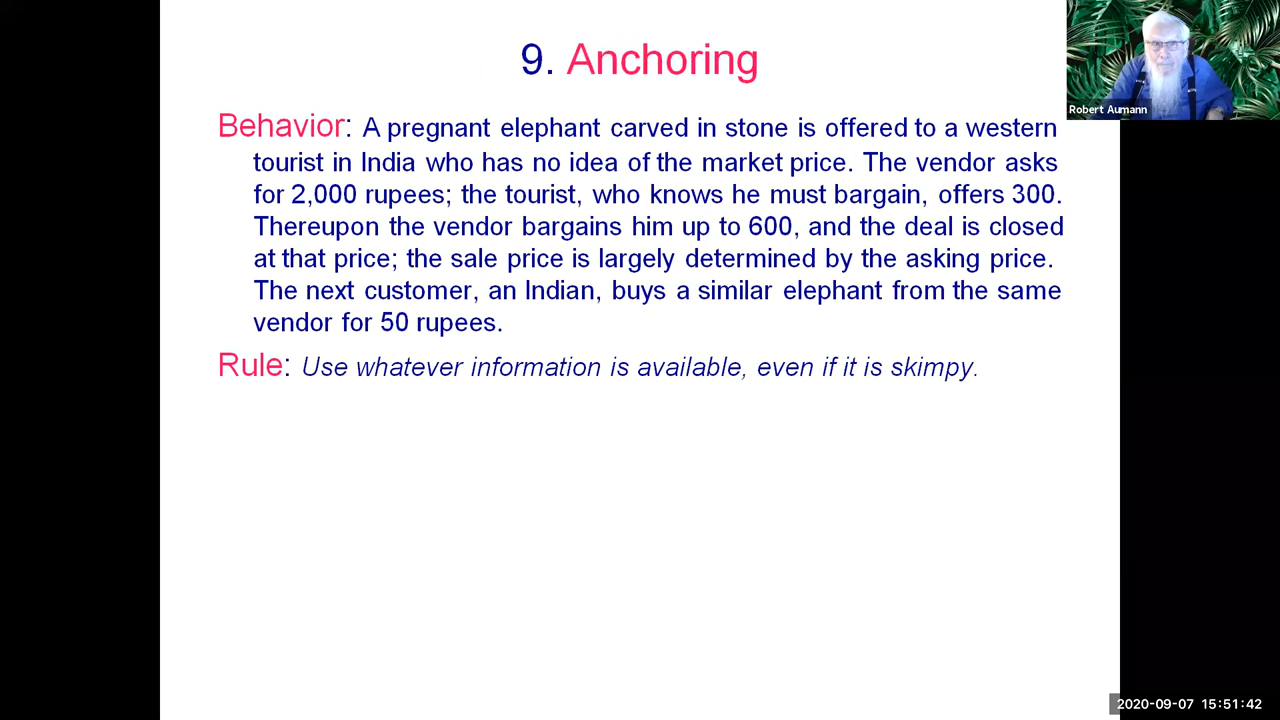 9. Anchoring
Robert Aumann
Behavior: A pregnant elephant carved in stone is offered to a western
tourist in India who has no idea of the market price. The vendor asks
for 2,000 rupees; the tourist, who knows he must bargain, offers 300.
Thereupon the vendor bargains him up to 600, and the deal is closed
at that price; the sale price is largely determined by the asking price.
The next customer, an Indian, buys a similar elephant from the same
vendor for 50 rupees.
Rule: Use whatever information is available, even if it is skimpy.
2020-09-07 15:51:42